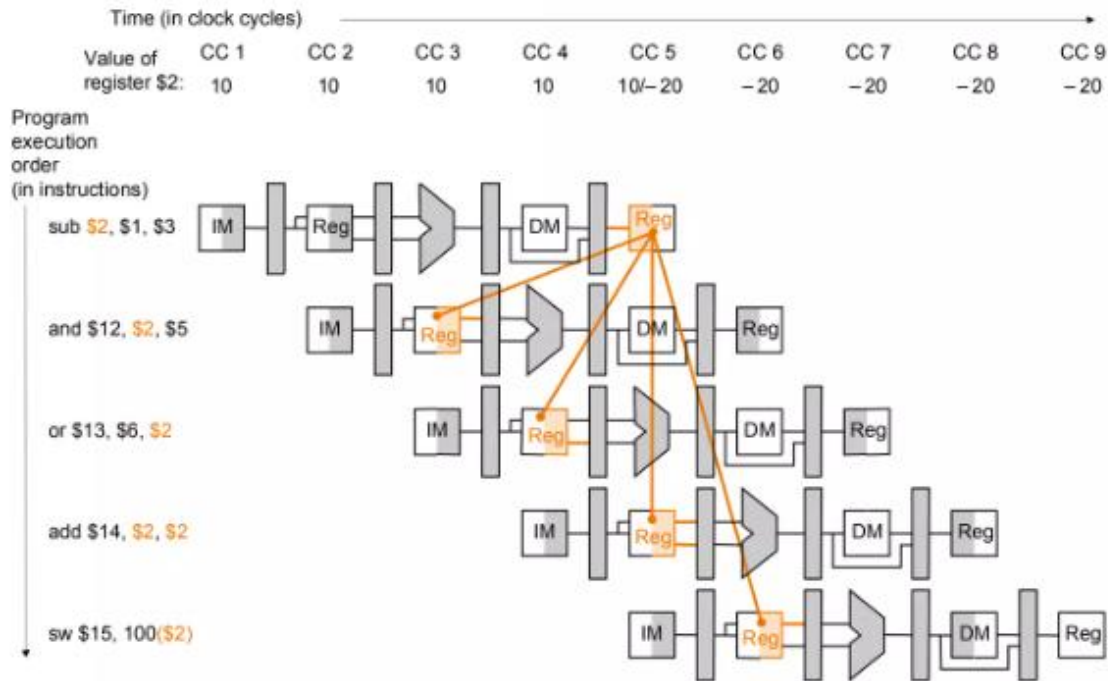 Time (in clock cycles)
Value of register $2:
CC 1 CC 2 CC 3 CC 4 CC 5 CC 6 CC 7 CC 8 CC 9
10 10 10 10 10/–20 –20 –20 –20 –20
Program
execution
order
(in instructions)
sub $2, $1, $3
IM Reg DM Reg
and $12, $2, $5
IM Reg DM Reg
or $13, $6, $2
IM Reg DM Reg
add $14, $2, $2
IM Reg DM Reg
sw $15, 100($2)
IM Reg DM Reg